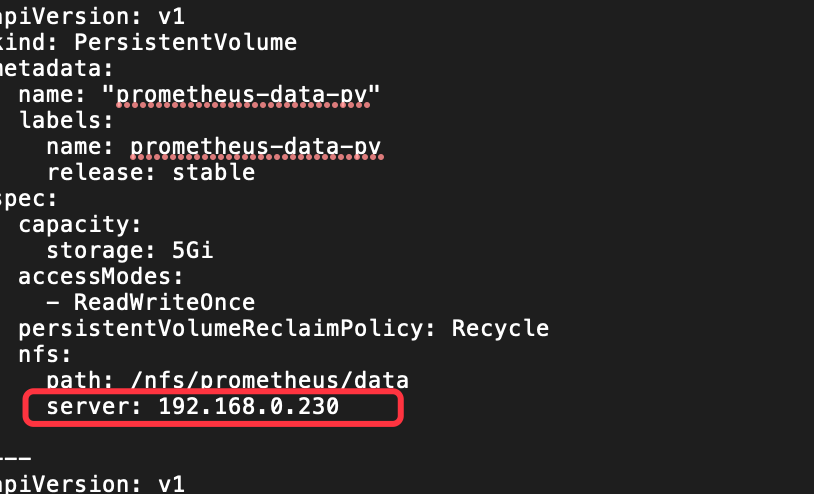 apiVersion: v1
kind: PersistentVolume
metadata:
  name: "prometheus-data-pv"
  labels:
    name: prometheus-data-pv
    release: stable
spec:
  capacity:
    storage: 5Gi
  accessModes:
    - ReadWriteOnce
  persistentVolumeReclaimPolicy: Recycle
  nfs:
    path: /nfs/prometheus/data
    server: 192.168.0.230
---
apiVersion: v1